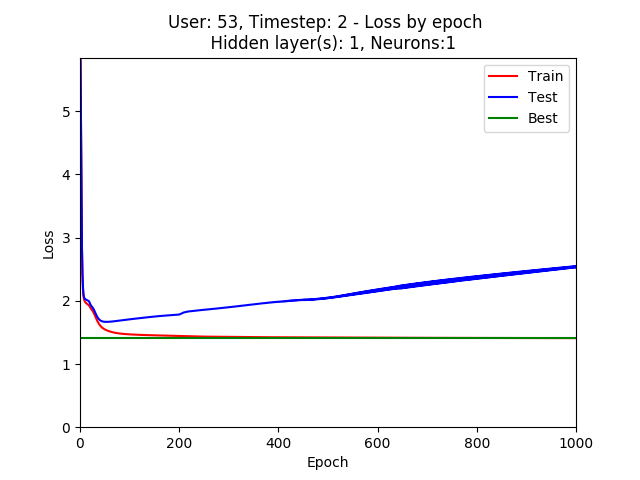 User: 53, Timestep: 2 - Loss by epoch
Hidden layer(s): 1, Neurons:1
Train
Test
Best
5
4
3
2
1
0
Loss
0 200 400 600 800 1000
Epoch